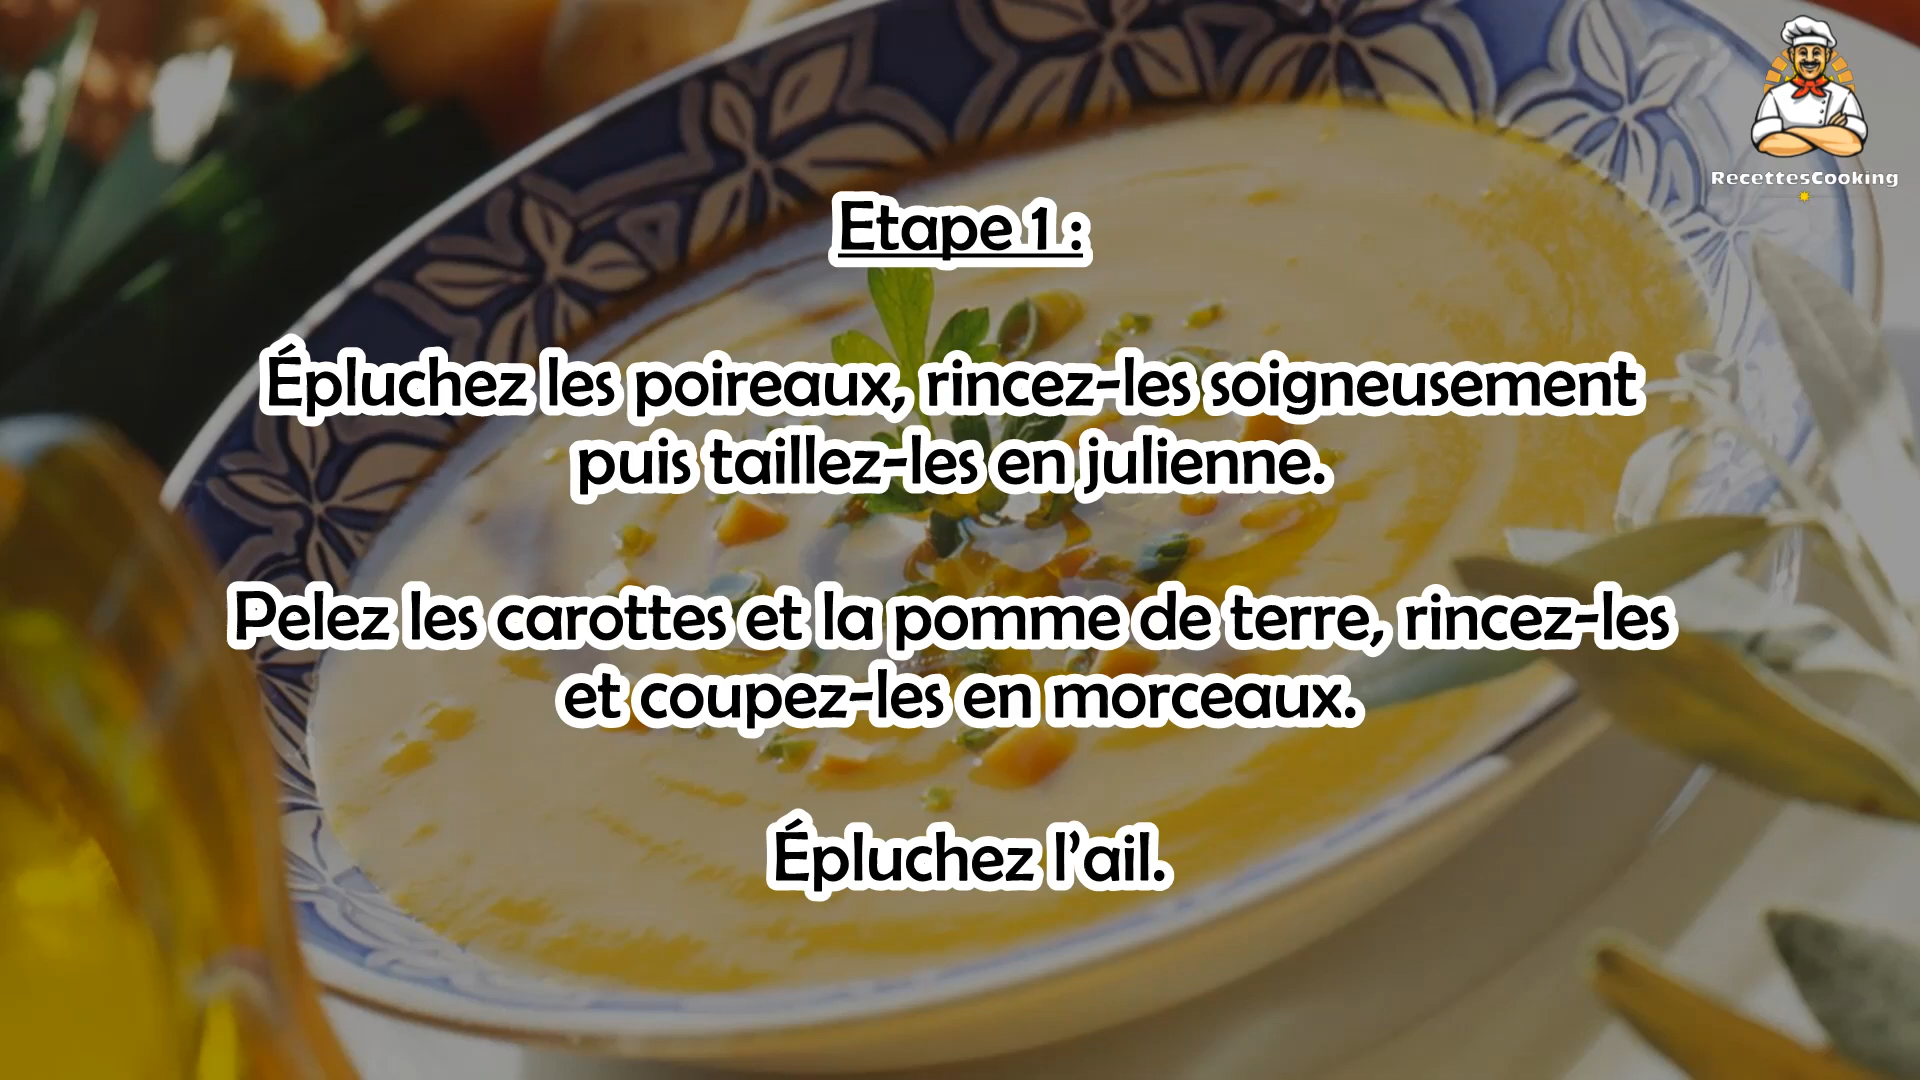 RecettesCooking
Etape 1 :
Épluchez les poireaux, rincez-les soigneusement
puis taillez-les en julienne.
Pelez les carottes et la pomme de terre, rincez-les
et coupez-les en morceaux.
Épluchez l’ail.